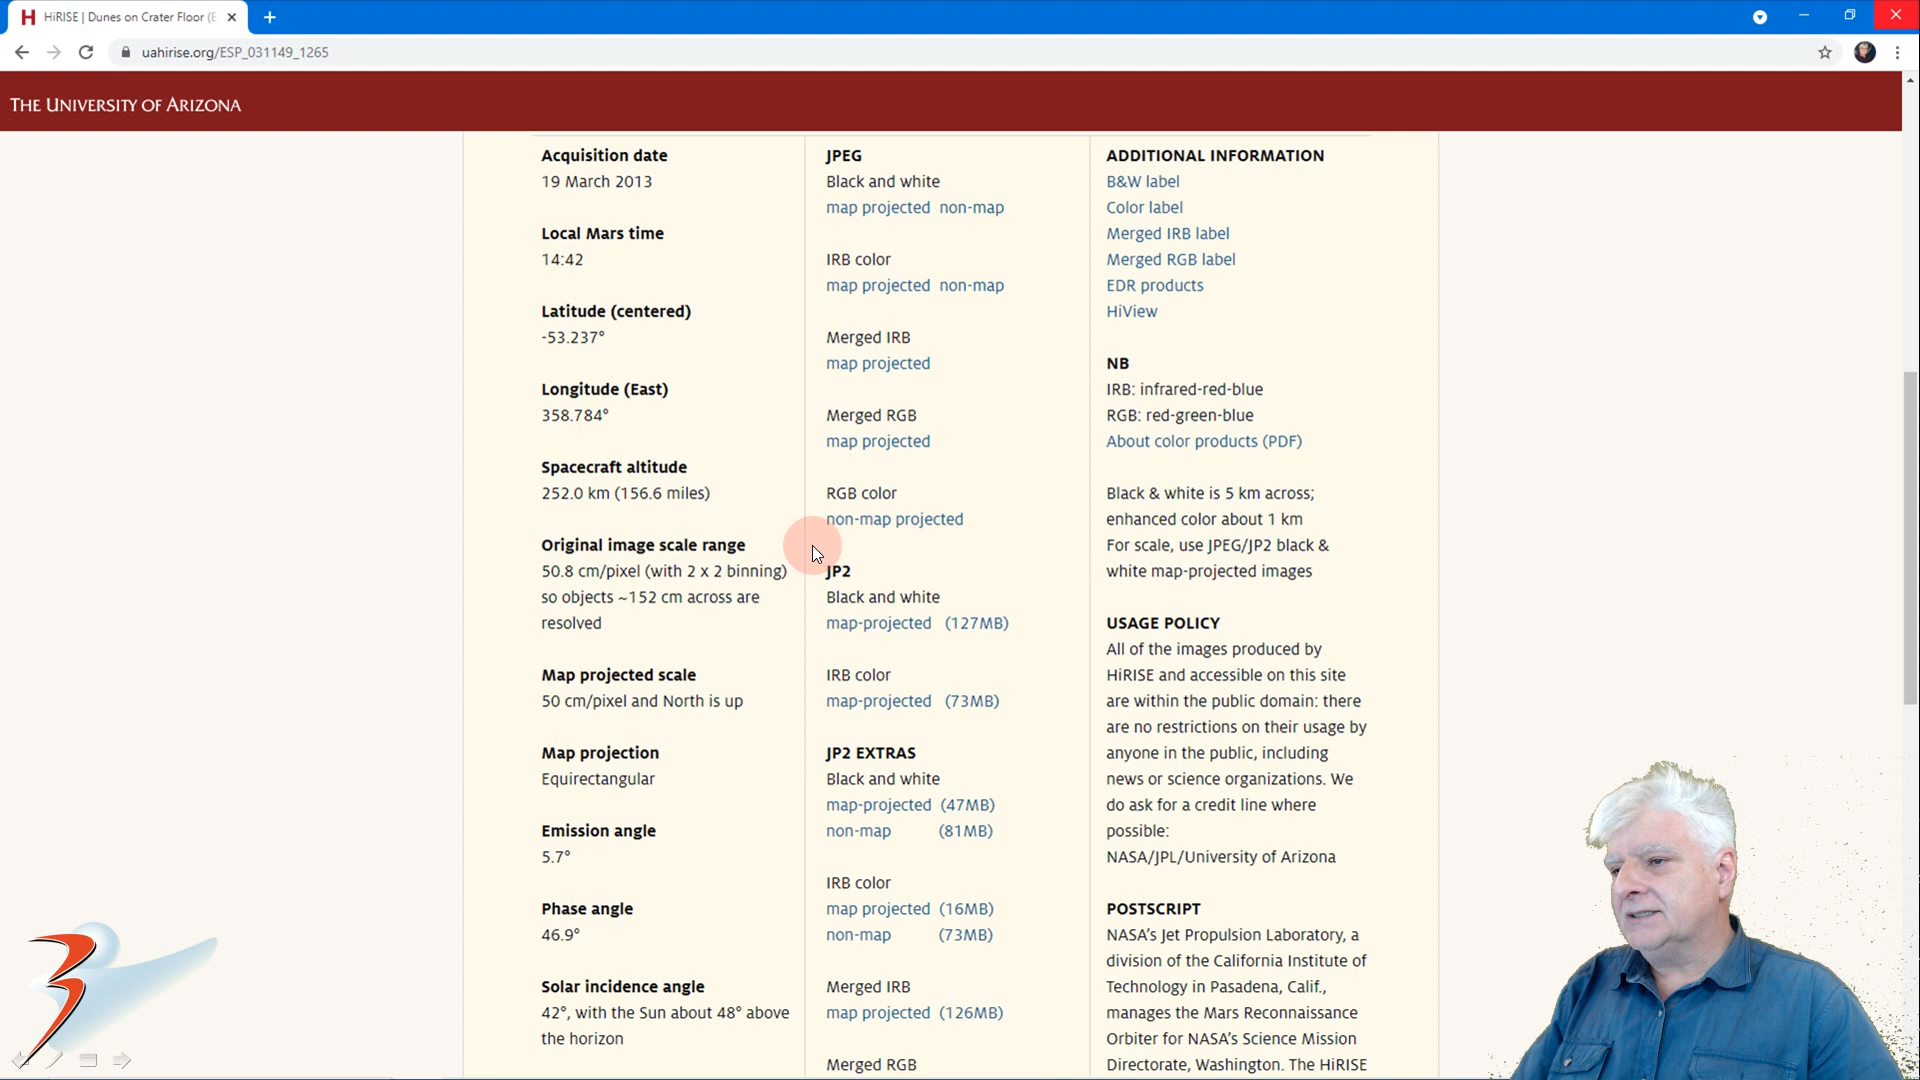 HiRISE | Dunes on Crater Floor (E
uahirise.org/ESP_031149_1265
THE UNIVERSITY OF ARIZONA
Acquisition date
19 March 2013
Local Mars time
14:42
Latitude (centered)
-53.237°
Longitude (East)
358.784°
Spacecraft altitude
252.0 km (156.6 miles)
Original image scale range
50.8 cm/pixel (with 2 x 2 binning)
so objects ~152 cm across are
resolved
Map projected scale
50 cm/pixel and North is up
Map projection
Equirectangular
Emission angle
5.7°
Phase angle
46.9°
Solar incidence angle
42°, with the Sun about 48° above
the horizon
JPEG
Black and white
map projected non-map
IRB color
map projected non-map
Merged IRB
map projected
Merged RGB
map projected
RGB color
non-map projected
JP2
Black and white
map-projected (127MB)
IRB color
map-projected (73MB)
JP2 EXTRAS
Black and white
map-projected (47MB)
non-map (81MB)
IRB color
map projected (16MB)
non-map (73MB)
Merged IRB
map projected (126MB)
Merged RGB
ADDITIONAL INFORMATION
B&W label
Color label
Merged IRB label
Merged RGB label
EDR products
HiView
NB
IRB: infrared-red-blue
RGB: red-green-blue
About color products (PDF)
Black & white is 5 km across;
enhanced color about 1 km
For scale, use JPEG/JP2 black &
white map-projected images
USAGE POLICY
All of the images produced by
HiRISE and accessible on this site
are within the public domain: there
are no restrictions on their usage by
anyone in the public, including
news or science organizations. We
do ask for a credit line where
possible:
NASA/JPL/University of Arizona
POSTSCRIPT
NASA's Jet Propulsion Laboratory, a
division of the California Institute of
Technology in Pasadena, Calif.,
manages the Mars Reconnaissance
Orbiter for NASA's Science Mission
Directorate, Washington. The HiRISE